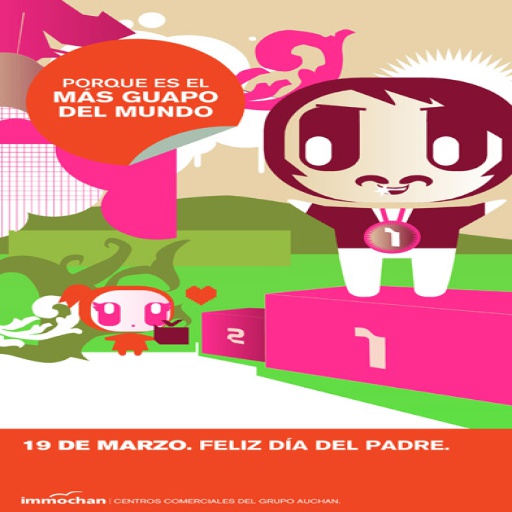 PORQUE ES EL
MÁS GUAPO
DEL MUNDO
1
2
1
19 DE MARZO. FELIZ DÍA DEL PADRE.
immochan | CENTROS COMERCIALES DEL GRUPO AUCHAN.